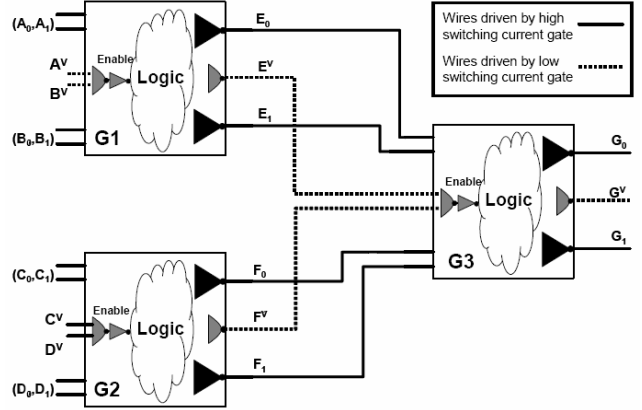 (A0,A1)
AV
BV
(B0,B1)
Enable
Logic
G1
E0
EV
E1
Wires driven by high
switching current gate
Wires driven by low
switching current gate
Enable
Logic
G3
G0
GV
G1
(C0,C1)
CV
DV
(D0,D1)
Enable
Logic
G2
F0
FV
F1